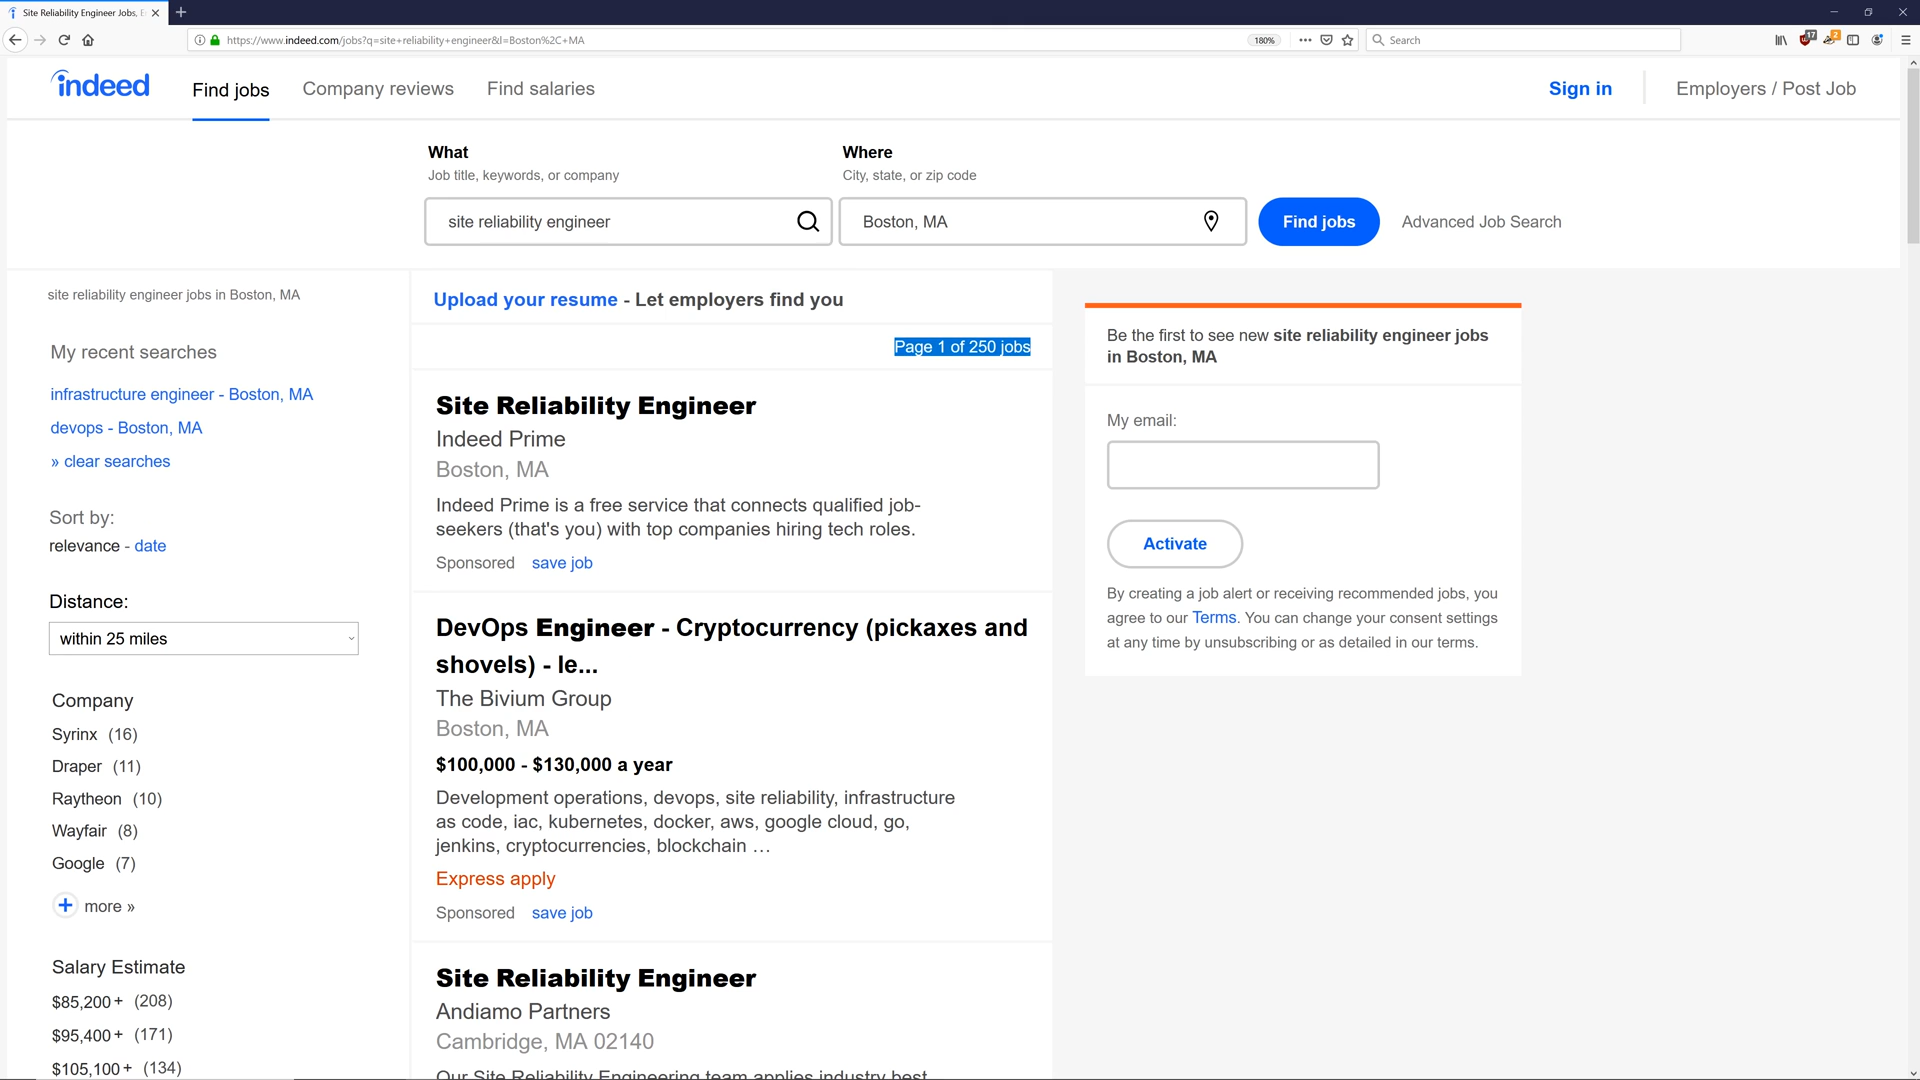 Site Reliability Engineer Jobs, E
https://www.indeed.com/jobs?q=site+reliability+engineer&l=Boston%2C+MA
180%
Search
17
2
indeed
Find jobs
Company reviews
Find salaries
Sign in
Employers / Post Job
What
Job title, keywords, or company
Where
City, state, or zip code
site reliability engineer
Boston, MA
Find jobs
Advanced Job Search
site reliability engineer jobs in Boston, MA
My recent searches
infrastructure engineer - Boston, MA
devops - Boston, MA
» clear searches
Sort by:
relevance - date
Distance:
within 25 miles
Company
Syrinx (16)
Draper (11)
Raytheon (10)
Wayfair (8)
Google (7)
+ more »
Salary Estimate
$85,200+ (208)
$95,400+ (171)
$105,100+ (134)
Upload your resume - Let employers find you
Page 1 of 250 jobs
Site Reliability Engineer
Indeed Prime
Boston, MA
Indeed Prime is a free service that connects qualified job-
seekers (that's you) with top companies hiring tech roles.
Sponsored save job
DevOps Engineer - Cryptocurrency (pickaxes and
shovels) - le...
The Bivium Group
Boston, MA
$100,000 - $130,000 a year
Development operations, devops, site reliability, infrastructure
as code, iac, kubernetes, docker, aws, google cloud, go,
jenkins, cryptocurrencies, blockchain …
Express apply
Sponsored save job
Site Reliability Engineer
Andiamo Partners
Cambridge, MA 02140
Our Site Reliability Engineering team applies industry best
Be the first to see new site reliability engineer jobs
in Boston, MA
My email:
Activate
By creating a job alert or receiving recommended jobs, you
agree to our Terms. You can change your consent settings
at any time by unsubscribing or as detailed in our terms.